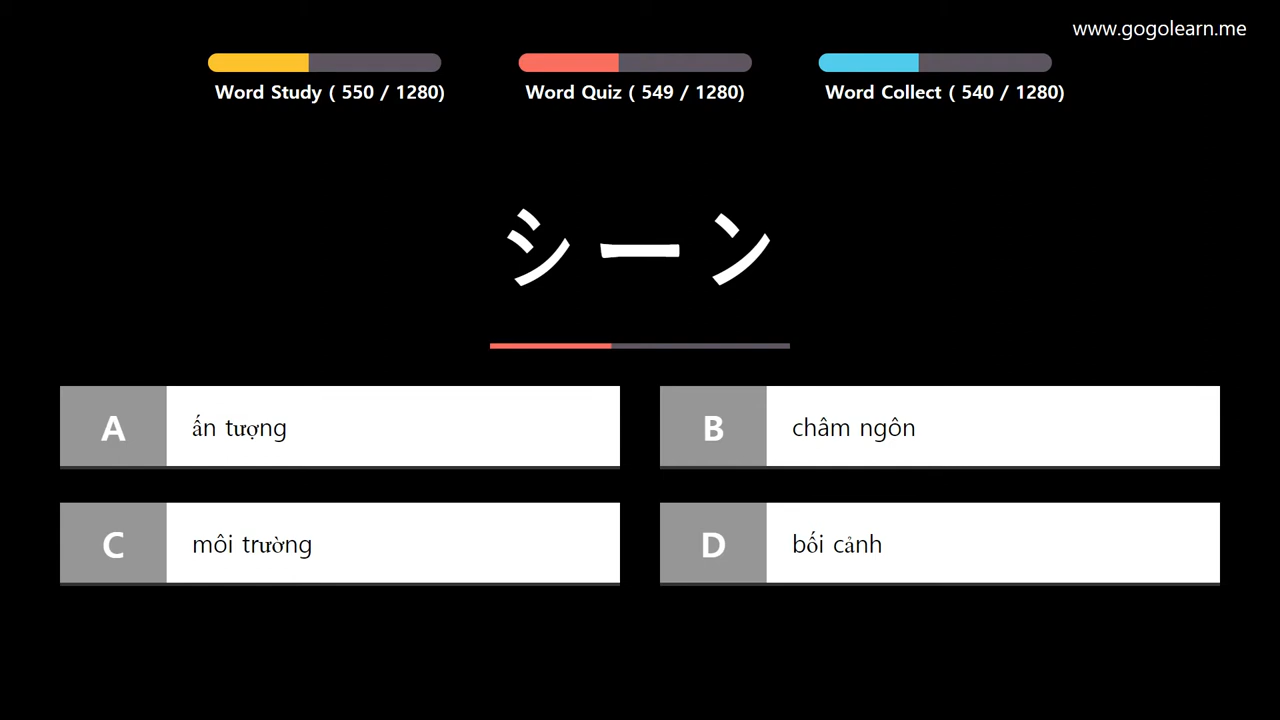 www.gogolearn.me
Word Study ( 550 / 1280)
Word Quiz ( 549 / 1280)
Word Collect ( 540 / 1280)
シーン
A ấn tượng
B châm ngôn
C môi trường
D bối cảnh